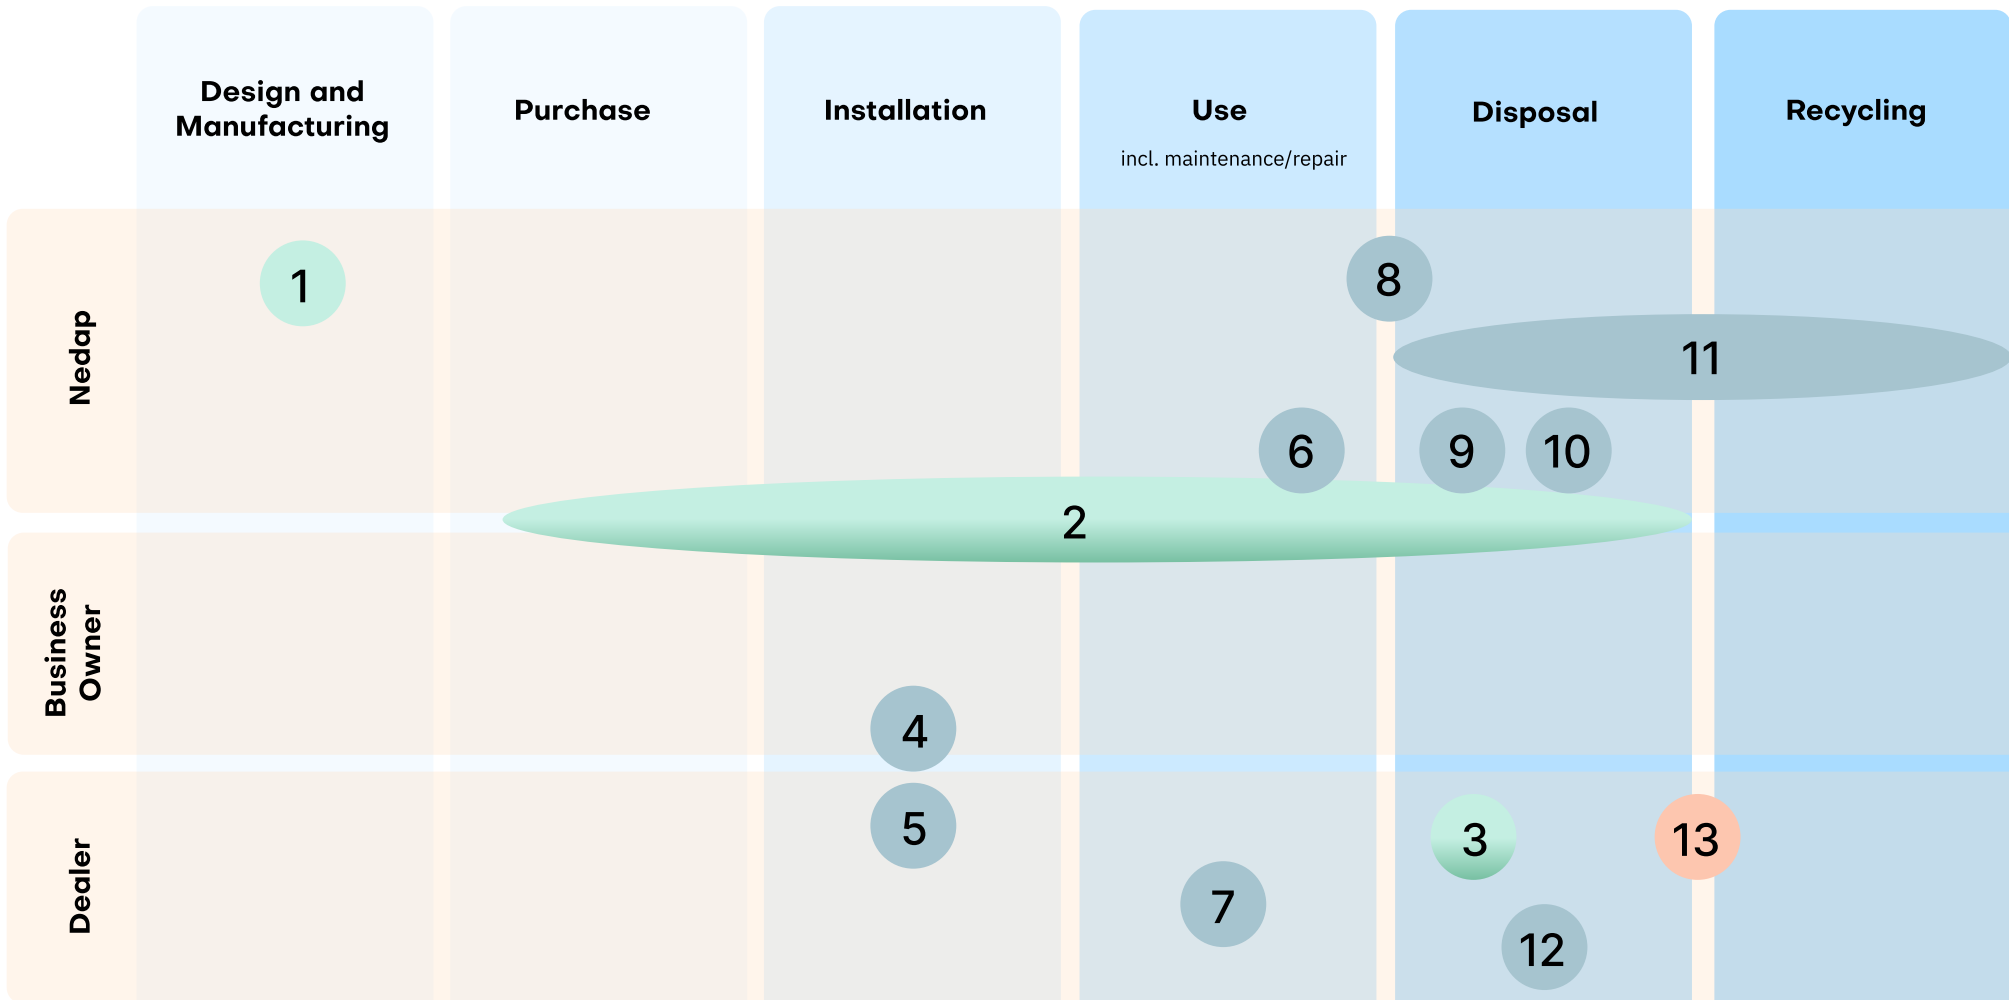 Design and
Manufacturing
Purchase
Installation
Use
incl. maintenance/repair
Disposal
Recycling
Nedap
1
8
11
6
9
10
2
Business
Owner
4
Dealer
5
3
13
7
12